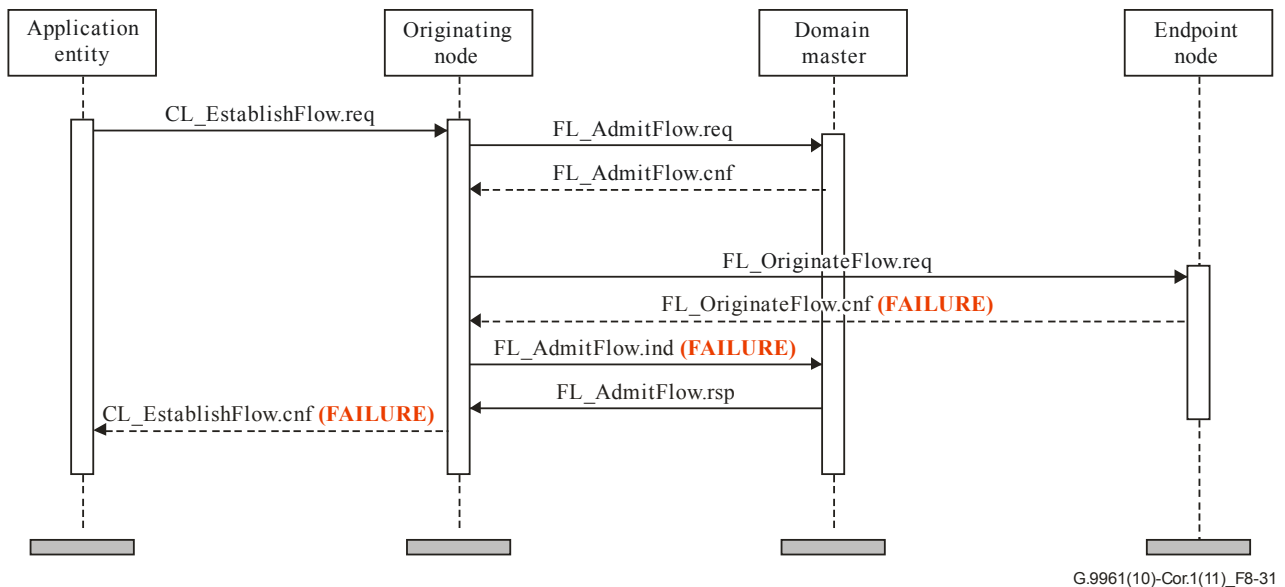 Application
entity
Originating
node
Domain
master
Endpoint
node
CL_EstablishFlow.req
FL_AdmitFlow.req
FL_AdmitFlow.cnf
FL_OriginateFlow.req
FL_OriginateFlow.cnf (FAILURE)
FL_AdmitFlow.ind (FAILURE)
FL_AdmitFlow.rsp
CL_EstablishFlow.cnf (FAILURE)
G.9961(10)-Cor.1(11)_F8-31